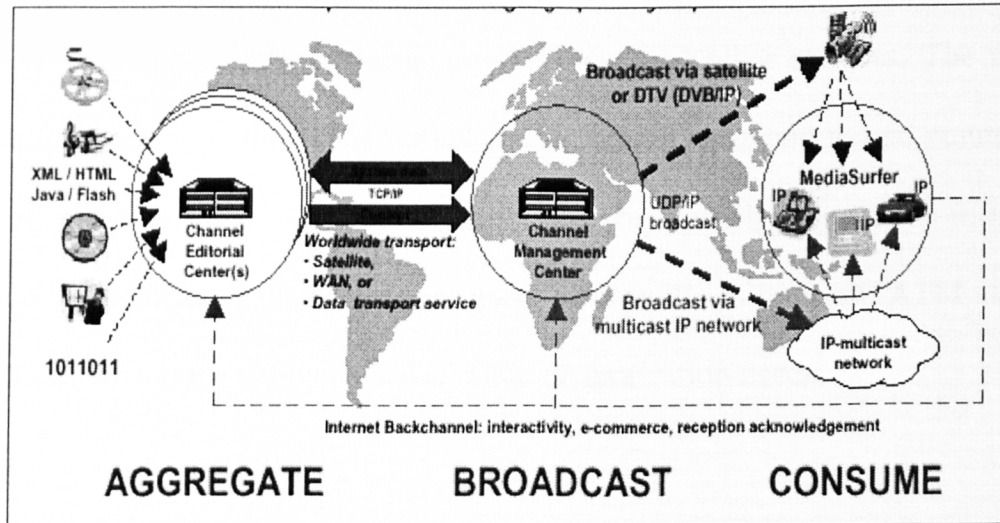 XML / HTML
Java / Flash
1011011
Channel
Editorial
Center(s)
TCP/IP
Worldwide transport:
• Satellite,
• WAN, or
• Data transport service
Channel
Management
Center
Broadcast via satellite
or DTV (DVB/IP)
UDP/IP
broadcast
Broadcast via
multicast IP network
MediaSurfer
IP
IP
IP
IP-multicast
network
Internet Backchannel: interactivity, e-commerce, reception acknowledgement
AGGREGATE
BROADCAST
CONSUME